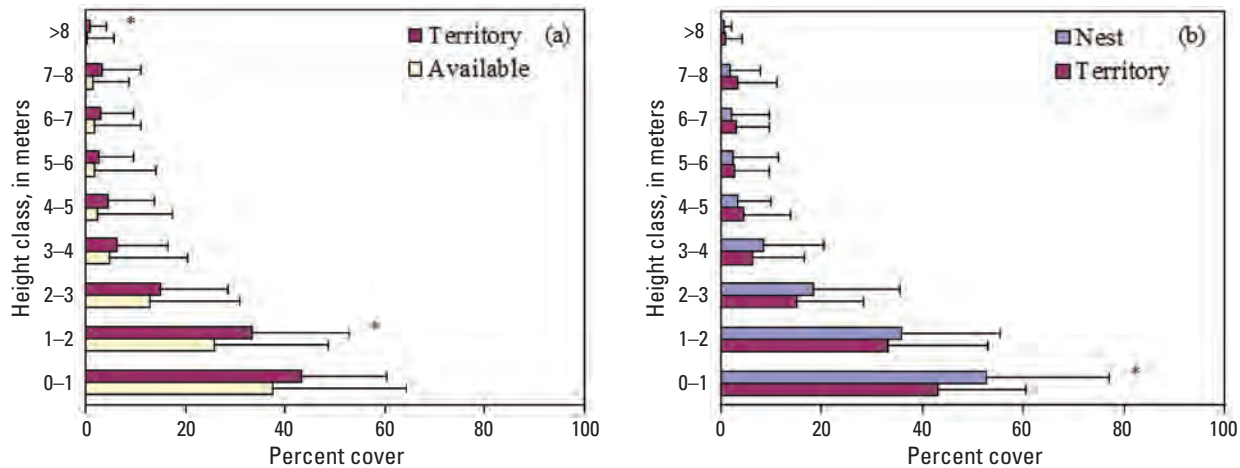 Height class, in meters
>8
7–8
6–7
5–6
4–5
3–4
2–3
1–2
0–1
*
*
Territory
Available
(a)
0 20 40 60 80 100
Percent cover
Height class, in meters
>8
7–8
6–7
5–6
4–5
3–4
2–3
1–2
0–1
*
Nest
Territory
(b)
0 20 40 60 80 100
Percent cover